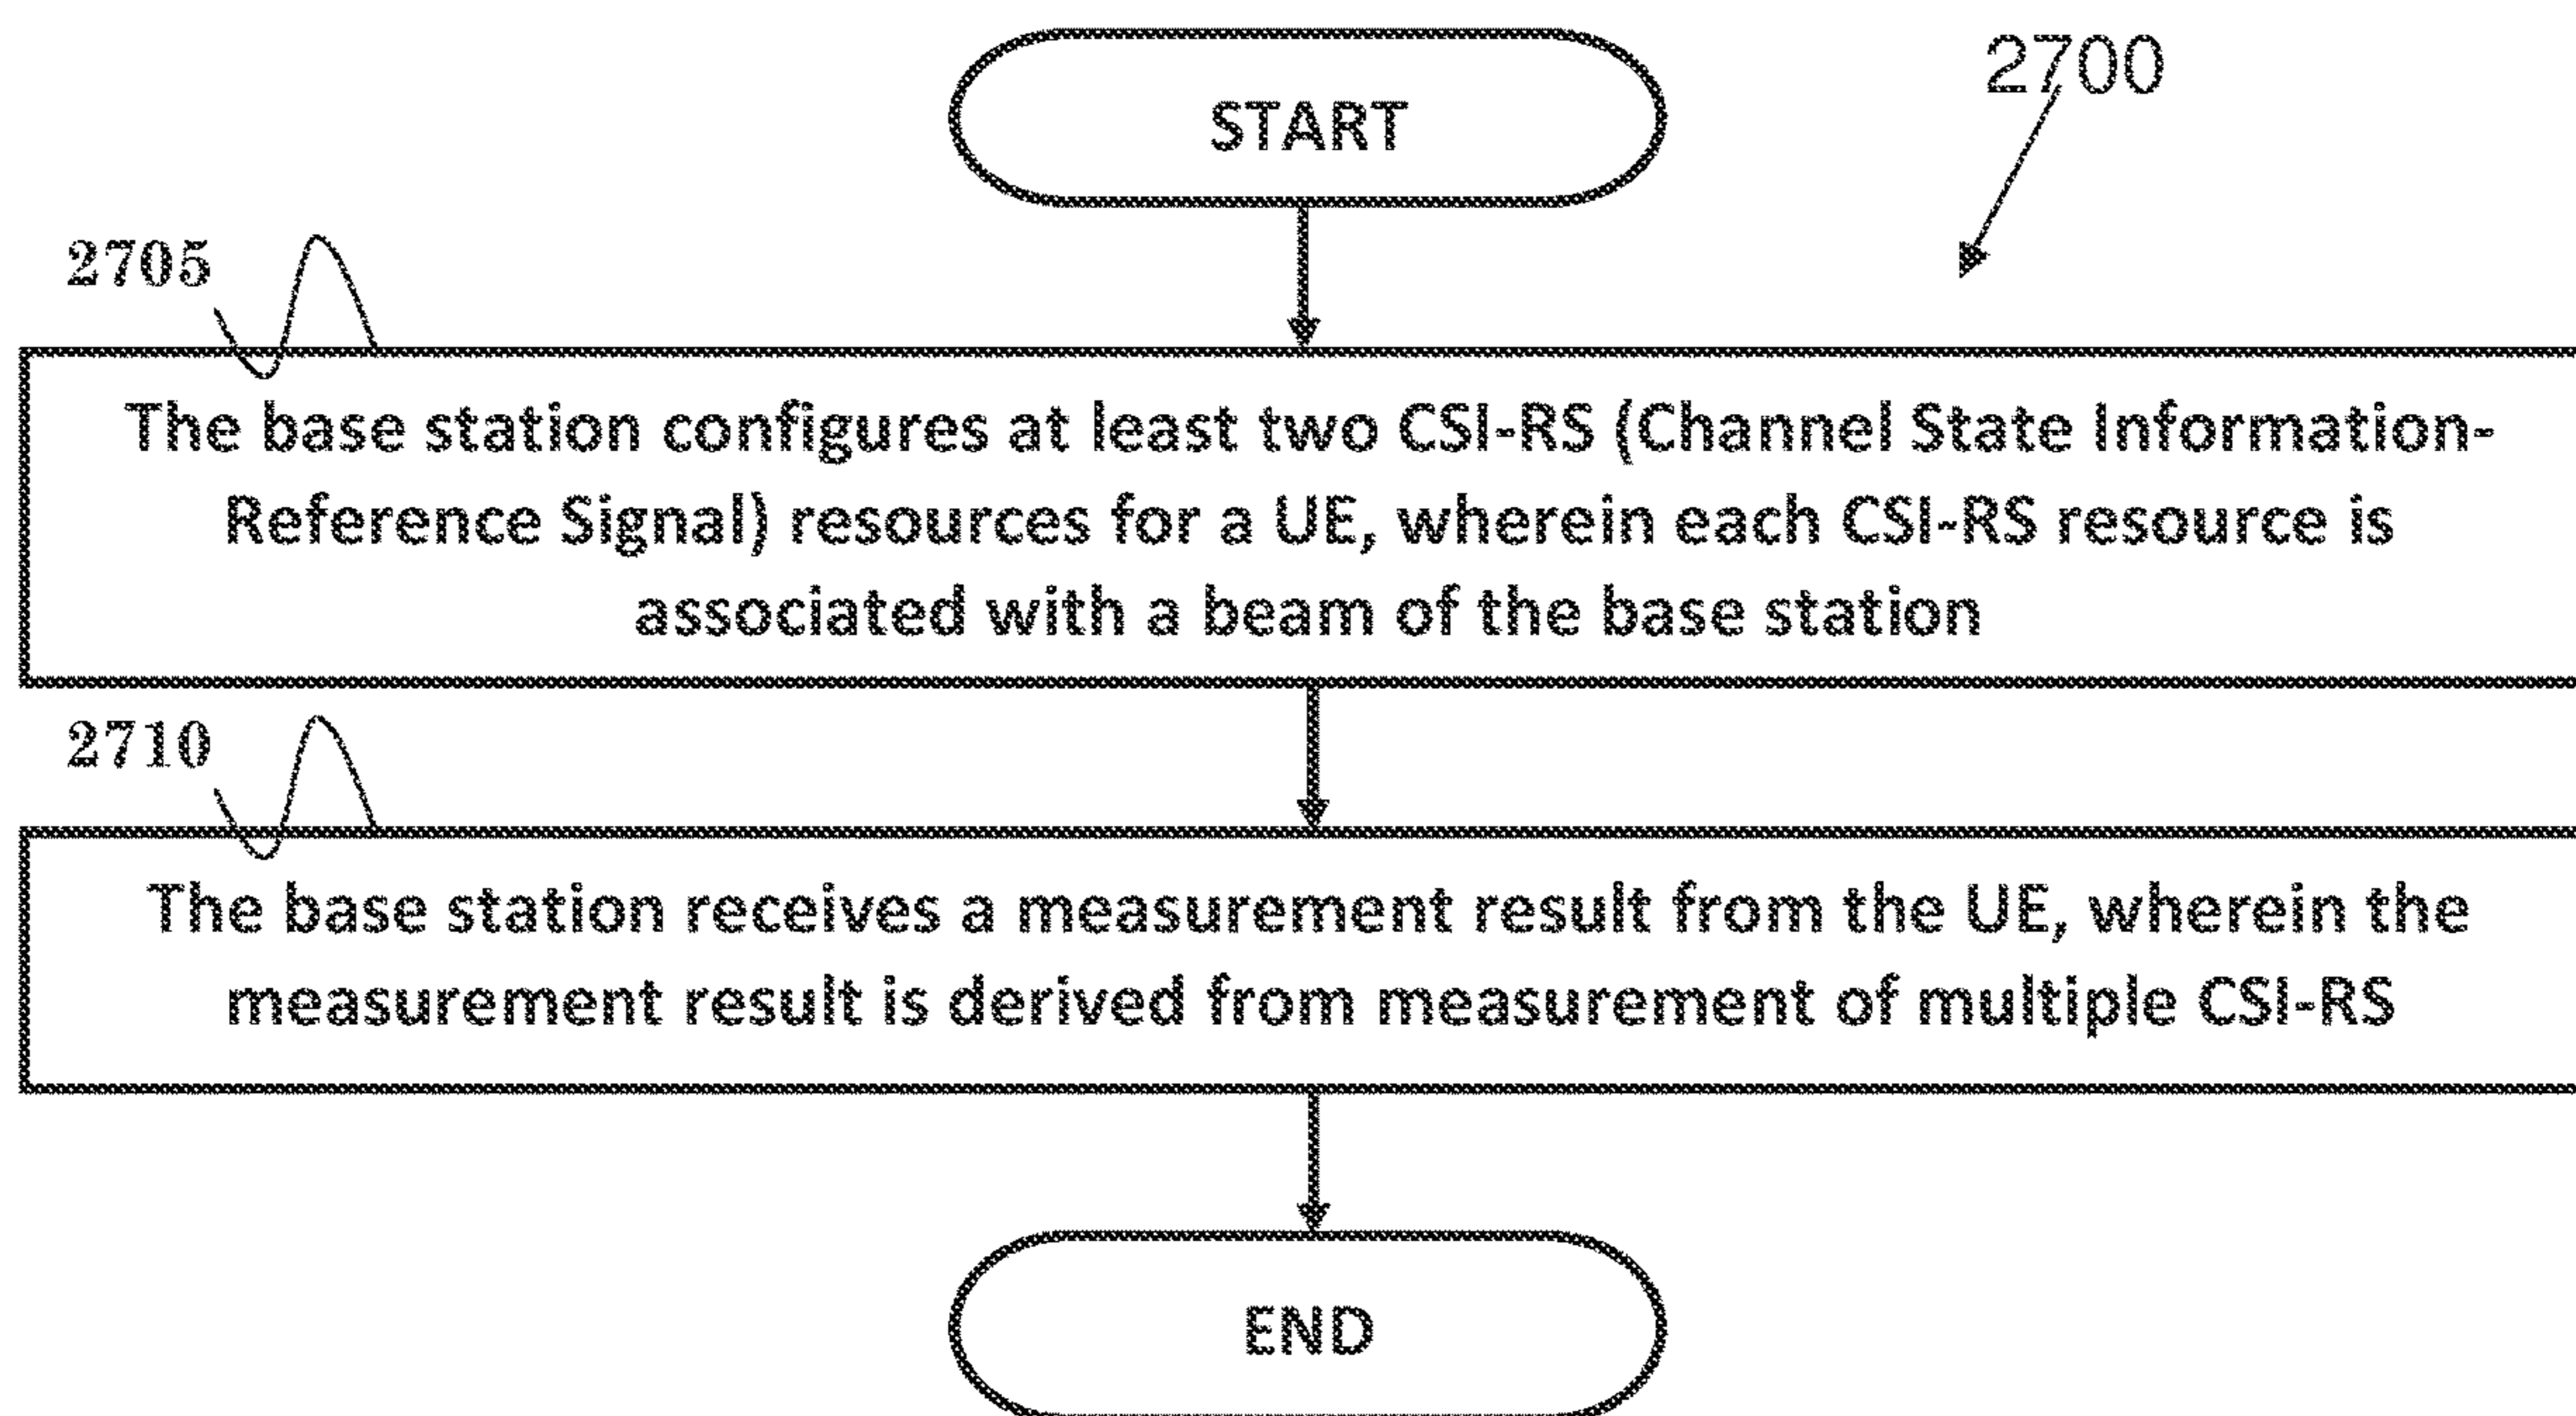 START
2700
2705
The base station configures at least two CSI-RS (Channel State Information-
Reference Signal) resources for a UE, wherein each CSI-RS resource is
associated with a beam of the base station
2710
The base station receives a measurement result from the UE, wherein the
measurement result is derived from measurement of multiple CSI-RS
END